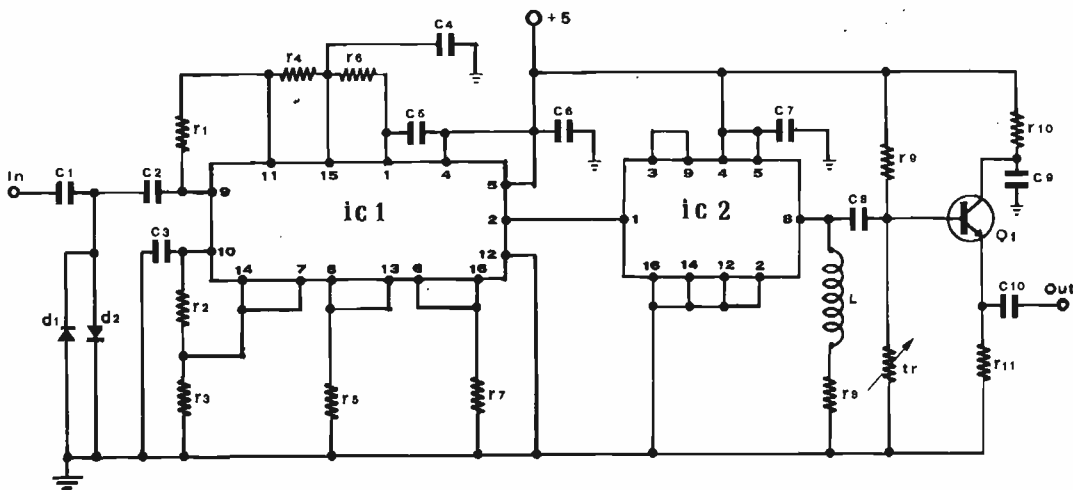 +5
C4
r4
r6
C5
C6
C7
r1
r9
r10
In
C1
C2
11
15
1
4
3
9
4
5
C9
9
5
ic 1
2
1
ic 2
8
C8
Q1
C3
10
12
14
7
8
13
6
16
16
14
12
2
L
C10
Out
r2
d1
d2
r3
r5
r7
r8
tr
r11